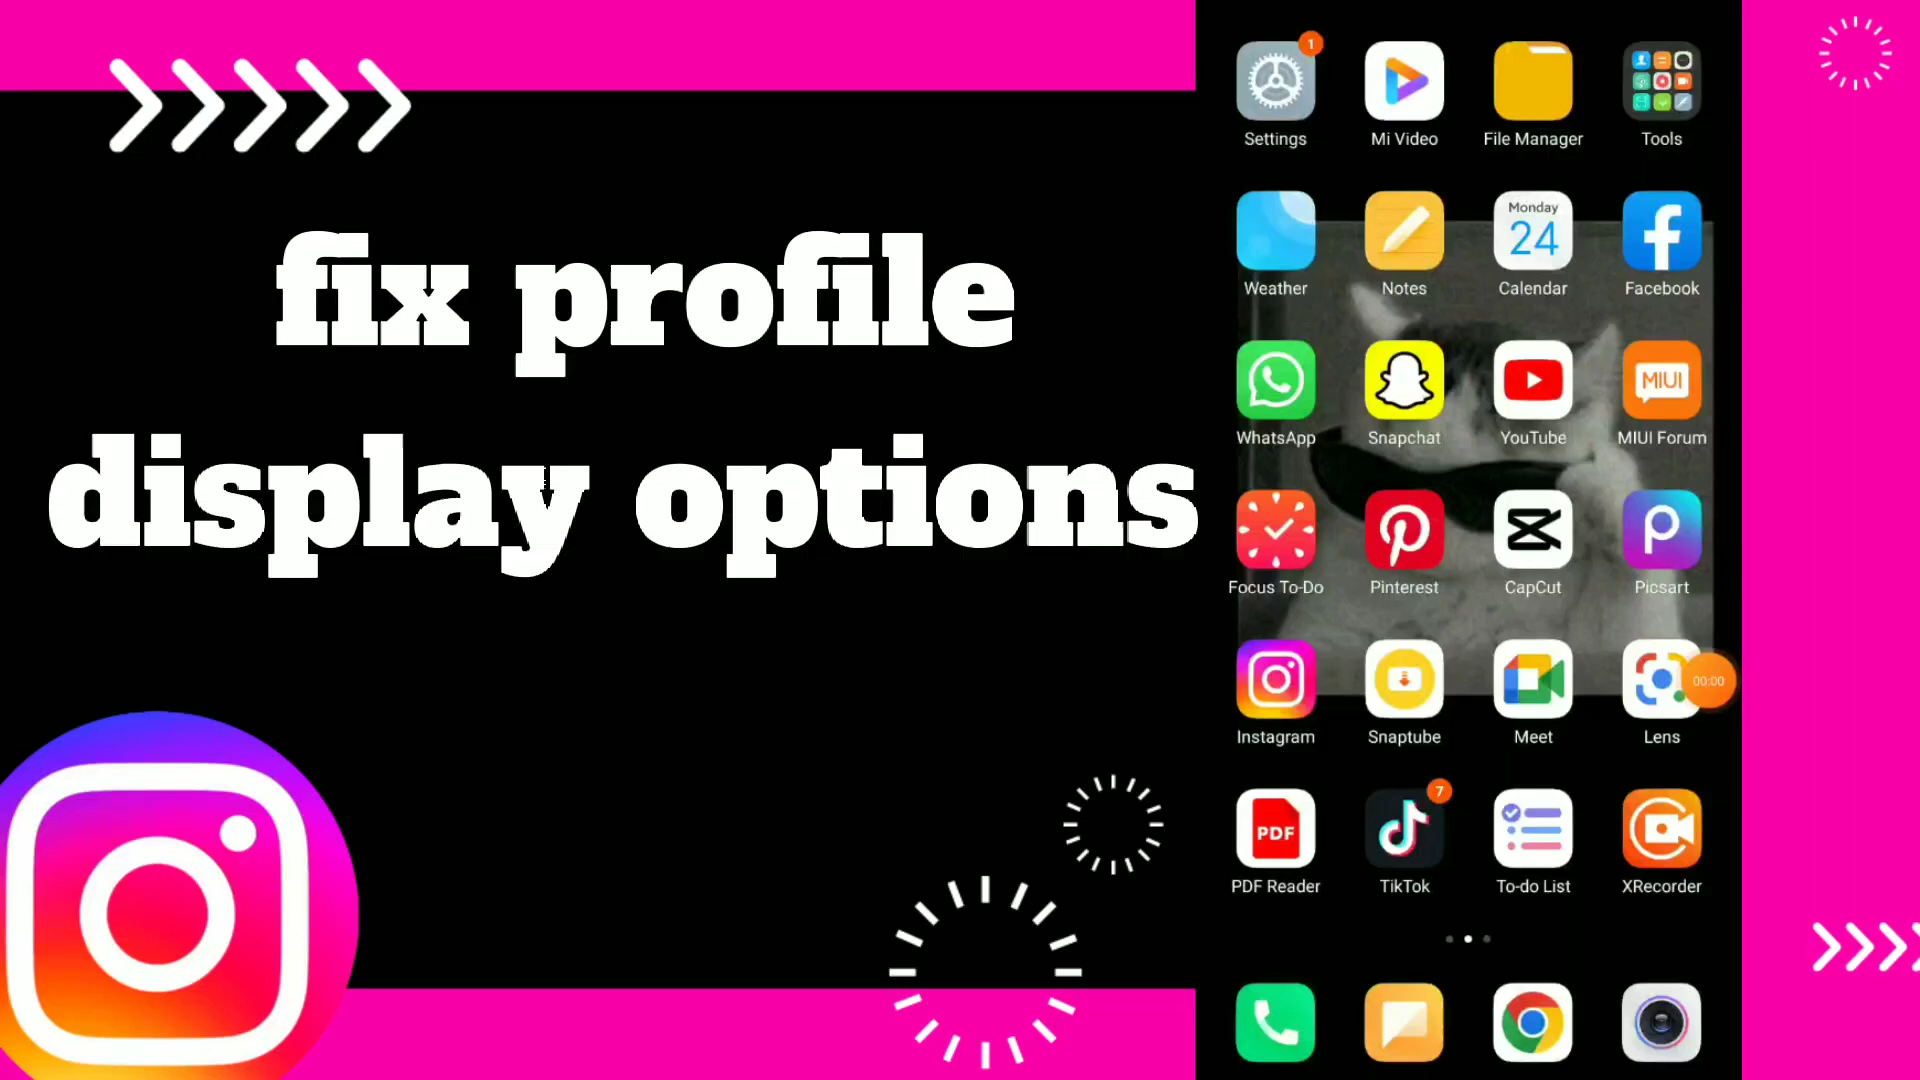 fix profile
display options
1
Settings
Mi Video
File Manager
Tools
Monday
24
Weather
Notes
Calendar
Facebook
MIUI
WhatsApp
Snapchat
YouTube
MIUI Forum
Focus To-Do
Pinterest
CapCut
Picsart
00:00
Instagram
Snaptube
Meet
Lens
7
PDF
PDF Reader
TikTok
To-do List
XRecorder